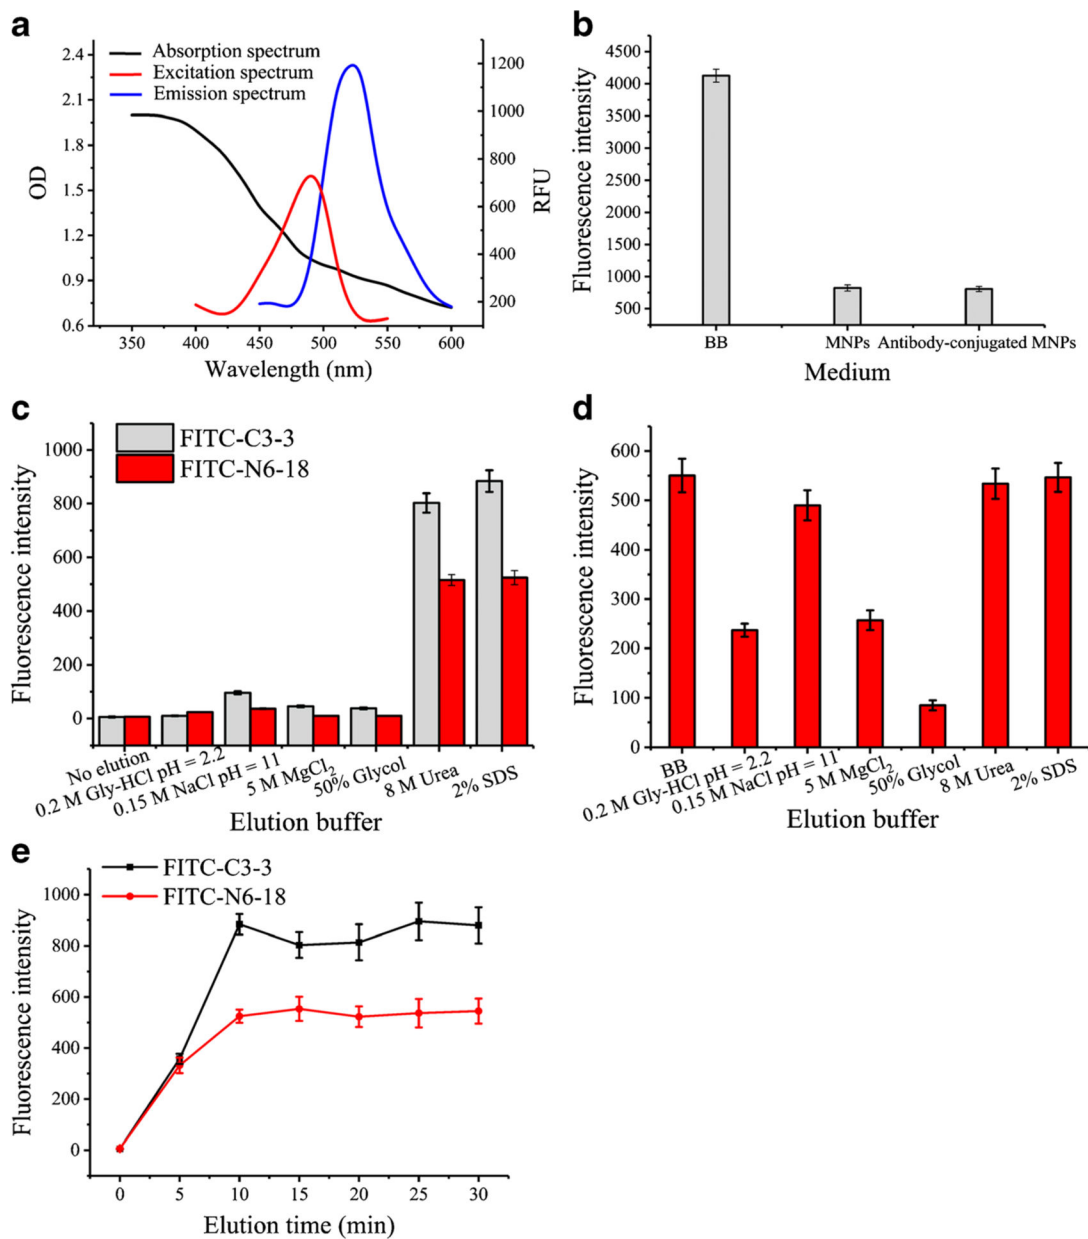 a
Absorption spectrum
Excitation spectrum
Emission spectrum
OD
2.4
2.1
1.8
1.5
1.2
0.9
0.6
RFU
1200
1000
800
600
400
200
350 400 450 500 550 600
Wavelength (nm)
b
Fluorescence intensity
4500
4000
3500
3000
2500
2000
1500
1000
500
BB MNPs Antibody-conjugated MNPs
Medium
c
FITC-C3-3
FITC-N6-18
Fluorescence intensity
1000
800
600
400
200
0
No elution
0.2 M Gly-HCl pH = 2.2
0.15 M NaCl pH = 11
5 M MgCl₂
50% Glycol
8 M Urea
2% SDS
Elution buffer
d
Fluorescence intensity
600
500
400
300
200
100
0
BB
0.2 M Gly-HCl pH = 2.2
0.15 M NaCl pH = 11
5 M MgCl₂
50% Glycol
8 M Urea
2% SDS
Elution buffer
e
FITC-C3-3
FITC-N6-18
Fluorescence intensity
1000
800
600
400
200
0
0 5 10 15 20 25 30
Elution time (min)